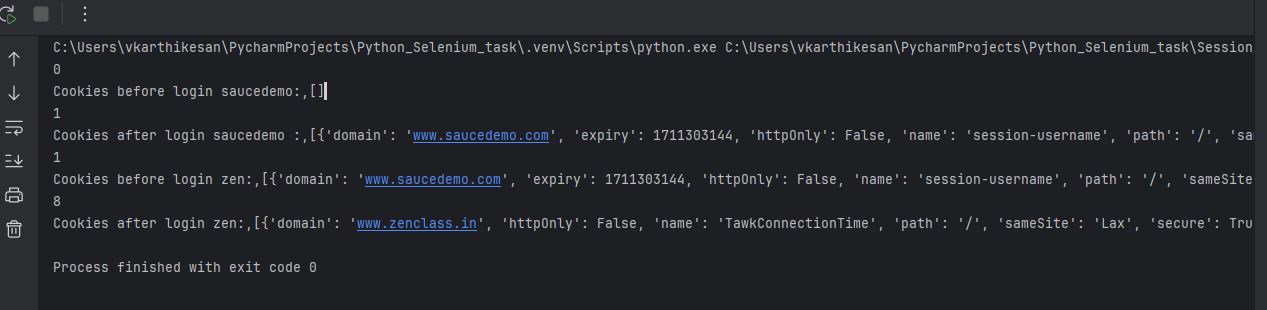 C:\Users\vkarthikesan\PycharmProjects\Python_Selenium_task\.venv\Scripts\python.exe C:\Users\vkarthikesan\PycharmProjects\Python_Selenium_task\Session
0
Cookies before login saucedemo:,[]
1
Cookies after login saucedemo :,[{'domain': 'www.saucedemo.com', 'expiry': 1711303144, 'httpOnly': False, 'name': 'session-username', 'path': '/', 'sa
1
Cookies before login zen:,[{'domain': 'www.saucedemo.com', 'expiry': 1711303144, 'httpOnly': False, 'name': 'session-username', 'path': '/', 'sameSite
8
Cookies after login zen:,[{'domain': 'www.zenclass.in', 'httpOnly': False, 'name': 'TawkConnectionTime', 'path': '/', 'sameSite': 'Lax', 'secure': Tru
Process finished with exit code 0